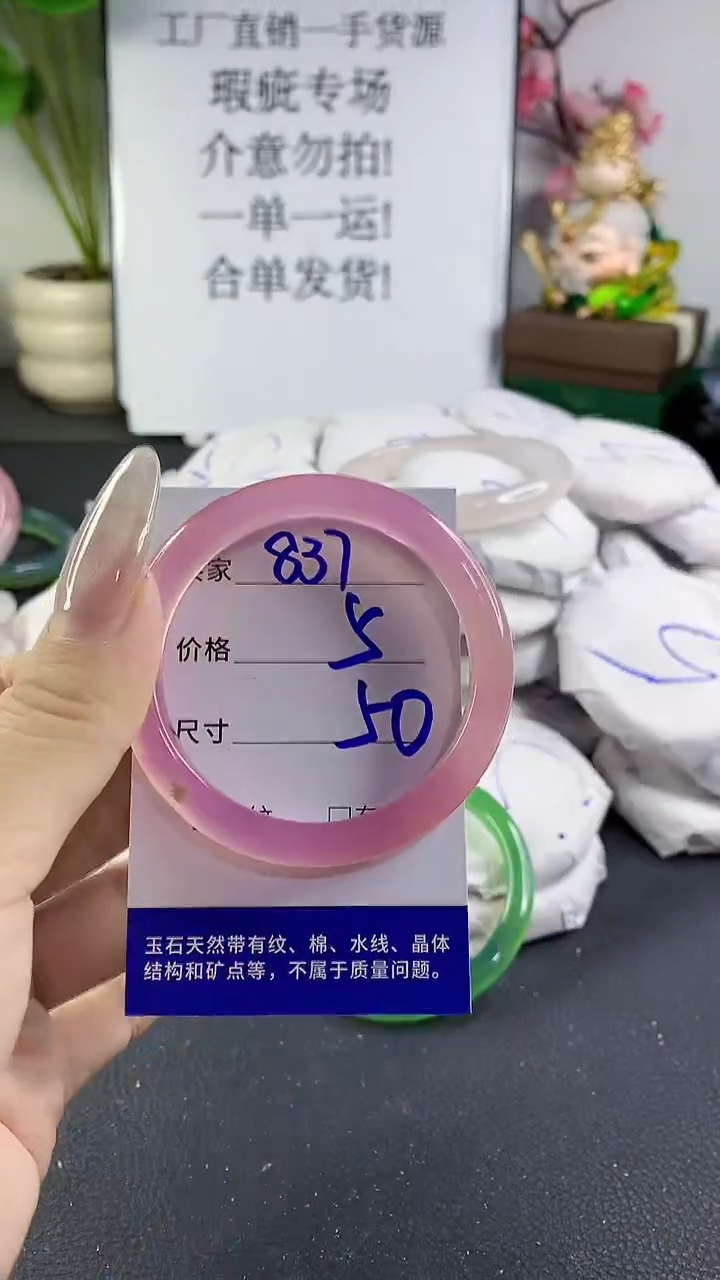 工厂直销一手货源
瑕疵专场
介意勿拍!
一单一运!
合单发货!
家 837
价格 5
尺寸 50
玉石天然带有纹、棉、水线、晶体
结构和矿点等，不属于质量问题。